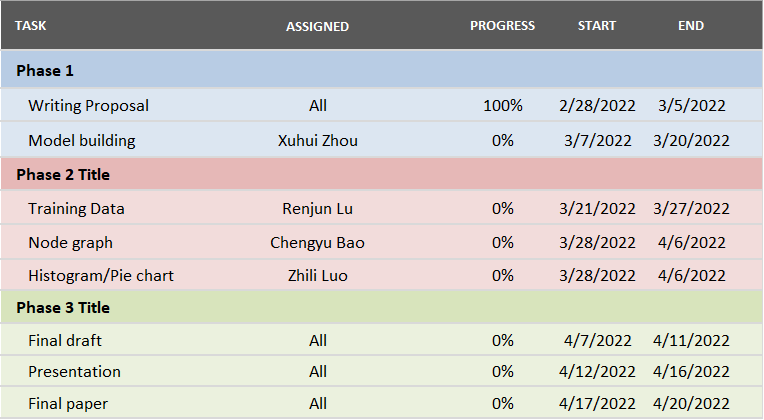 TASK ASSIGNED PROGRESS START END
Phase 1
Writing Proposal All 100% 2/28/2022 3/5/2022
Model building Xuhui Zhou 0% 3/7/2022 3/20/2022
Phase 2 Title
Training Data Renjun Lu 0% 3/21/2022 3/27/2022
Node graph Chengyu Bao 0% 3/28/2022 4/6/2022
Histogram/Pie chart Zhili Luo 0% 3/28/2022 4/6/2022
Phase 3 Title
Final draft All 0% 4/7/2022 4/11/2022
Presentation All 0% 4/12/2022 4/16/2022
Final paper All 0% 4/17/2022 4/20/2022